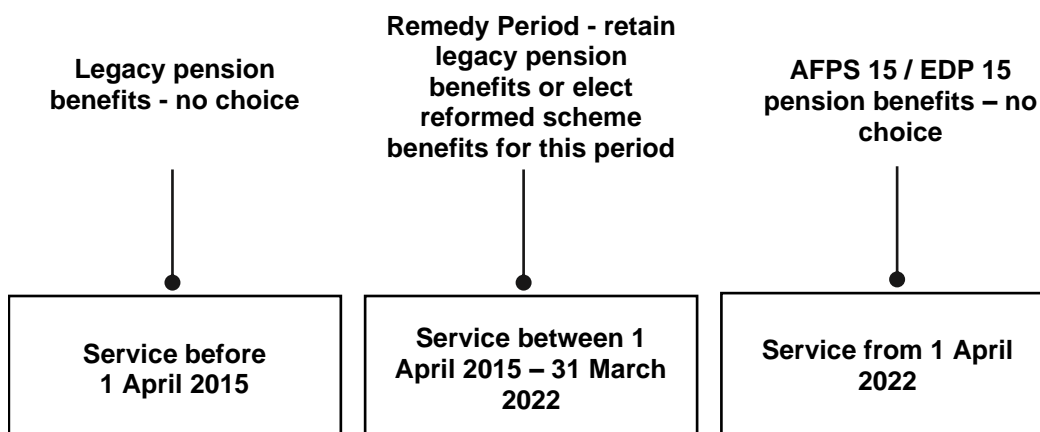 Legacy pension
benefits - no choice
Remedy Period - retain
legacy pension
benefits or elect
reformed scheme
benefits for this period
AFPS 15 / EDP 15
pension benefits – no
choice
Service before
1 April 2015
Service between 1
April 2015 – 31 March
2022
Service from 1 April
2022